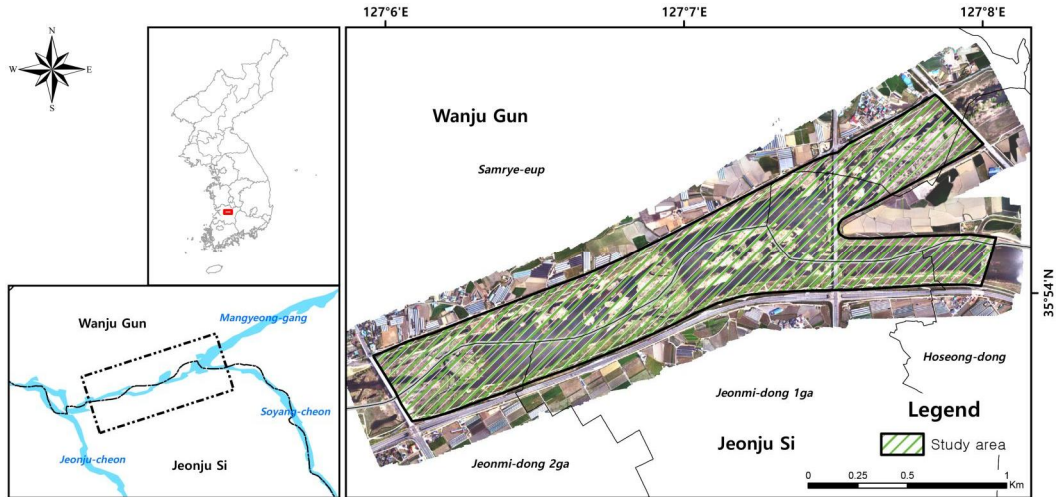 N
W
E
S
127°6'E
127°7'E
127°8'E
35°54'N
Wanju Gun
Samrye-eup
Hoseong-dong
Jeonmi-dong 1ga
Jeonmi-dong 2ga
Jeonju Si
Legend
Study area
0 0.25 0.5 1
Km
Wanju Gun
Mangyeong-gang
Soyang-cheon
Jeonju-cheon
Jeonju Si